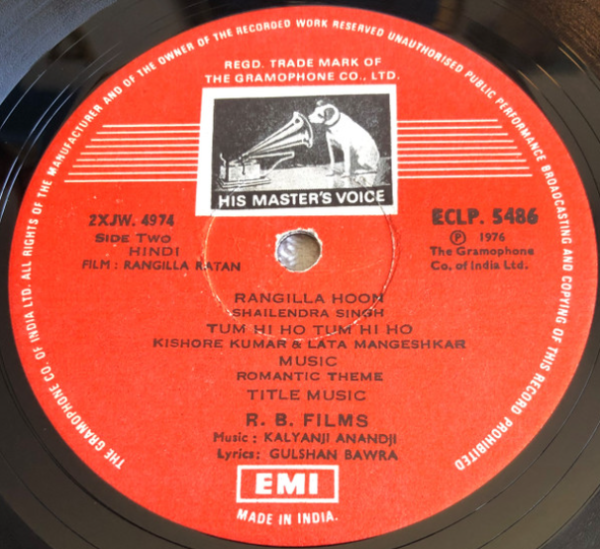 THE GRAMOPHONE CO. OF INDIA LTD. ALL RIGHTS OF THE MANUFACTURER AND OF THE OWNER OF THE RECORDED WORK RESERVED UNAUTHORISED PUBLIC PERFORMANCE BROADCASTING AND COPYING OF THIS RECORD PROHIBITED
REGD. TRADE MARK OF
THE GRAMOPHONE CO., LTD.
HIS MASTER'S VOICE
2XJW. 4974
SIDE TWO
HINDI
FILM : RANGILLA RATAN
ECLP. 5486
Ⓟ 1976
The Gramophone
Co, of India Ltd.
RANGILLA HOON
SHAILENDRA SINGH
TUM HI HO TUM HI HO
KISHORE KUMAR & LATA MANGESHKAR
MUSIC
ROMANTIC THEME
TITLE MUSIC
R. B. FILMS
Music : KALYANJI ANANDJI
Lyrics: GULSHAN BAWRA
EMI
MADE IN INDIA.